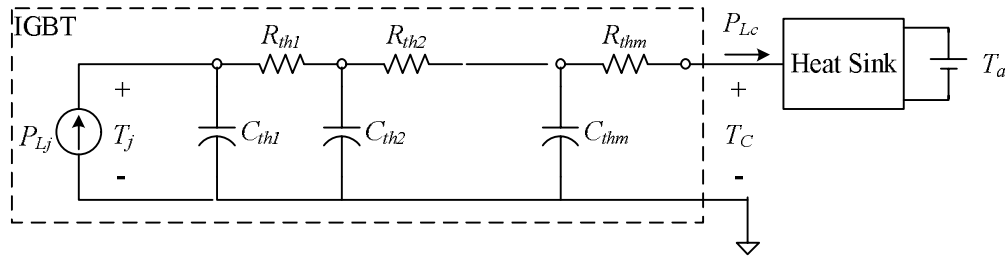 IGBT
R_th1 R_th2 R_thm P_Lc
Heat Sink T_a
P_Lj + T_j - C_th1 C_th2 C_thm + T_C -